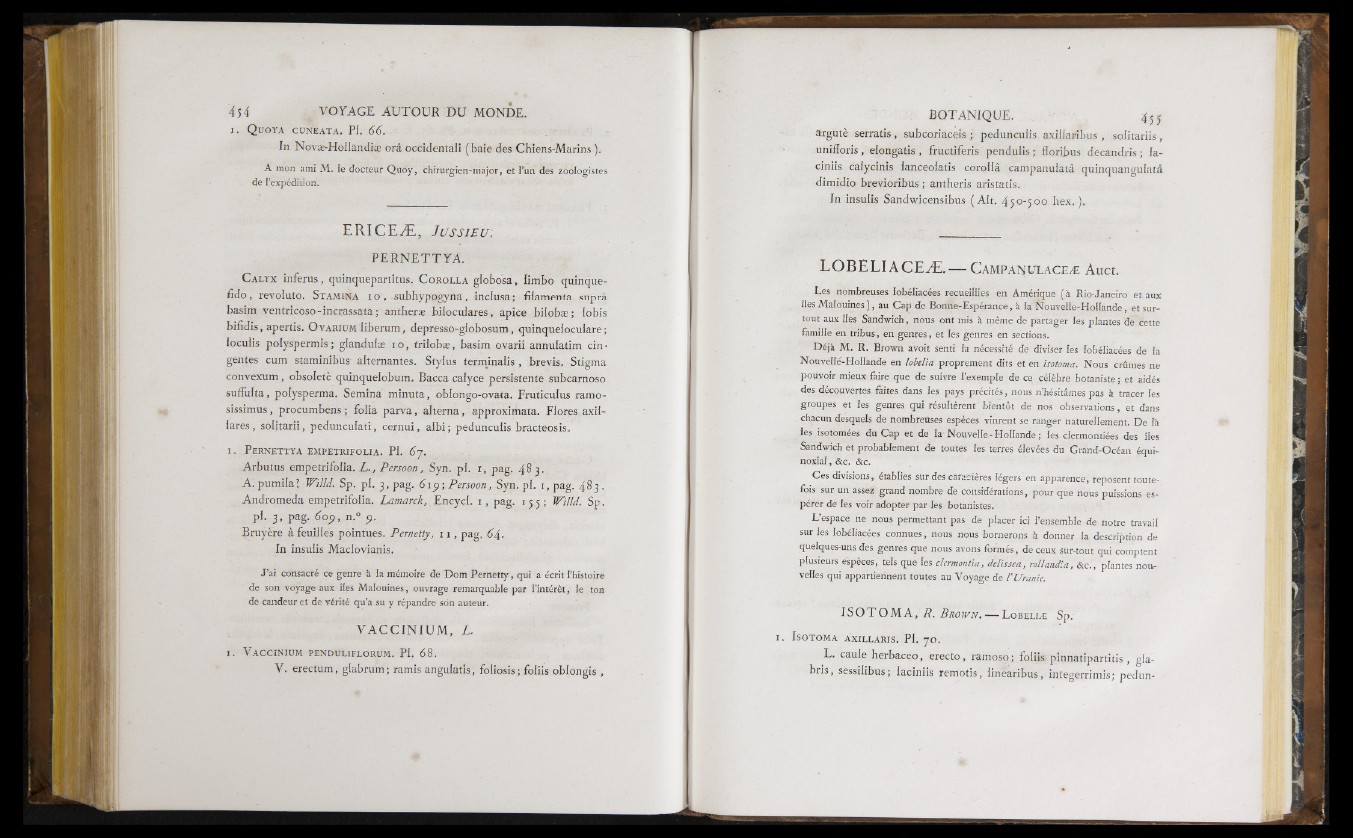 454 VOYAGE AUTOUR DU MONDE.
1. QUOYA CUNEATA. Pl. 66.
In Novæ-Hollandiæ orâ occidentali (baie des Chiens-Marins).
A mon ami M. le docteur Quoy, chirurgien-major, et l'un des zoologistes
de l'expédition.
ERICEÆ, JUSSIEU.
PERNETTYA.
CALYX inferus, quinquepartitus. COROLLA globosa, limbo quinque-
fido, revoluto. STAMINA 10, subhypogyna, inclusa; filamenta suprà
basim ventricoso-incrassata; antheræ biloculares, apice bilobæ; lobis
bifidis, apertis. OVARIUM liberum, depresso-globosum, quinqueloculare;
loculis polyspermis; glandulæ 10, trilobæ, basim ovarii annulatim cin-
gentes cum staminibus alternantes. Stylus terminalis, brevis. Stigma
convexum, obsoletè quinquelobum. Bacca calyce persistente subcarnoso
suffulta, polysperma. Semina minuta, oblongo-ovata. Fruticulus ramo-
sissimus, procumbens; folia parva, alterna, approximata. Flores axil-
lares, solitarii, pedunculati, cernui, albi; pedunculis bracteosis.
1. PERNETTYA EMPETRIFOLIA. Pl. 67.
Arbutus empetrifolia. L., Persoon, Syn. pl. 1, pag. 483.
A. pumila? Willd. Sp. pl. 3, pag. 619; Persoon, Syn. pl. 1, pag. 483.
Andromeda empetrifolia. Lamarck, Encycl. 1, pag. 155; Willd. Sp.
pl. 3, pag. 609, n.º 9.
Bruyère à feuilles pointues. Pernetty, 11, pag. 64.
In insulis Maclovianis.
J'ai consacré ce genre à la mémoire de Dom Pernetty, qui a écrit l'histoire
de son voyage aux îles Malouines, ouvrage remarquable par l'intérêt, le ton
de candeur et de vérité qu'a su y répandre son auteur.
VACCINIUM, L.
1. VACCINIUM PENDULIFLORUM. Pl. 68.
V. erectum, glabrum; ramis angulatis, foliosis; foliis oblongis,
BOTANIQUE. 455
argutè serratis, subcoriaceis; pedunculis axillaribus, solitariis,
unifloris, elongatis, fructiferis pendulis; floribus decandris; la-
ciniis calycinis lanceolatis corollâ campanulatâ quinquangulatâ
dimidio brevioribus; antheris aristatis.
In insulis Sandwicensibus (Alt. 450-500 hex.).
LOBELIACEÆ. — CAMPANULACEÆ Auct.
Les nombreuses lobéliacées recueillies en Amérique (à Rio-Janeiro et aux
îles Malouines), au Cap de Bonne-Espérance, à la Nouvelle-Hollande, et sur-
tout aux îles Sandwich, nous ont mis à même de partager les plantes de cette
famille en tribus, en genres, et les genres en sections.
Déjà M. R. Brown avoit senti la nécessité de diviser les lobéliacées de la
Nouvelle-Hollande en lobelia proprement dits et en isotoma. Nous crûmes ne
pouvoir mieux faire que de suivre l'exemple de ce célèbre botaniste; et aidés
des découvertes faites dans les pays précités, nous n'hésitâmes pas à tracer les
groupes et les genres qui résultèrent bientôt de nos observations, et dans
chacun desquels de nombreuses espèces vinrent se ranger naturellement. De là
les isotomées du Cap et de la Nouvelle-Hollande; les clermontiées des îles
Sandwich et probablement de toutes les terres élevées du Grand-Océan équi-
noxial, &c. &c.
Ces divisions, établies sur des caractères légers en apparence, reposent toute-
fois sur un assez grand nombre de considérations, pour que nous puissions es-
pérer de les voir adopter par les botanistes.
L'espace ne nous permettant pas de placer ici l'ensemble de notre travail
sur les lobéliacées connues, nous nous bornerons à donner la description de
quelques-uns des genres que nous avons formés, de ceux sur-tout qui comptent
plusieurs espèces, tels que les clermontia, delissea, rollandia, &c., plantes nou-
velles qui appartiennent toutes au Voyage de l'Uranie.
ISOTOMA, R. BROWN. — LOBELIÆ Sp.
1. ISOTOMA AXILLARIS. Pl. 70.
L. caule herbaceo, erecto, ramoso; foliis pinnatipartitis, gla-
bris, sessilibus; laciniis remotis, linearibus, integerrimis; pedun-